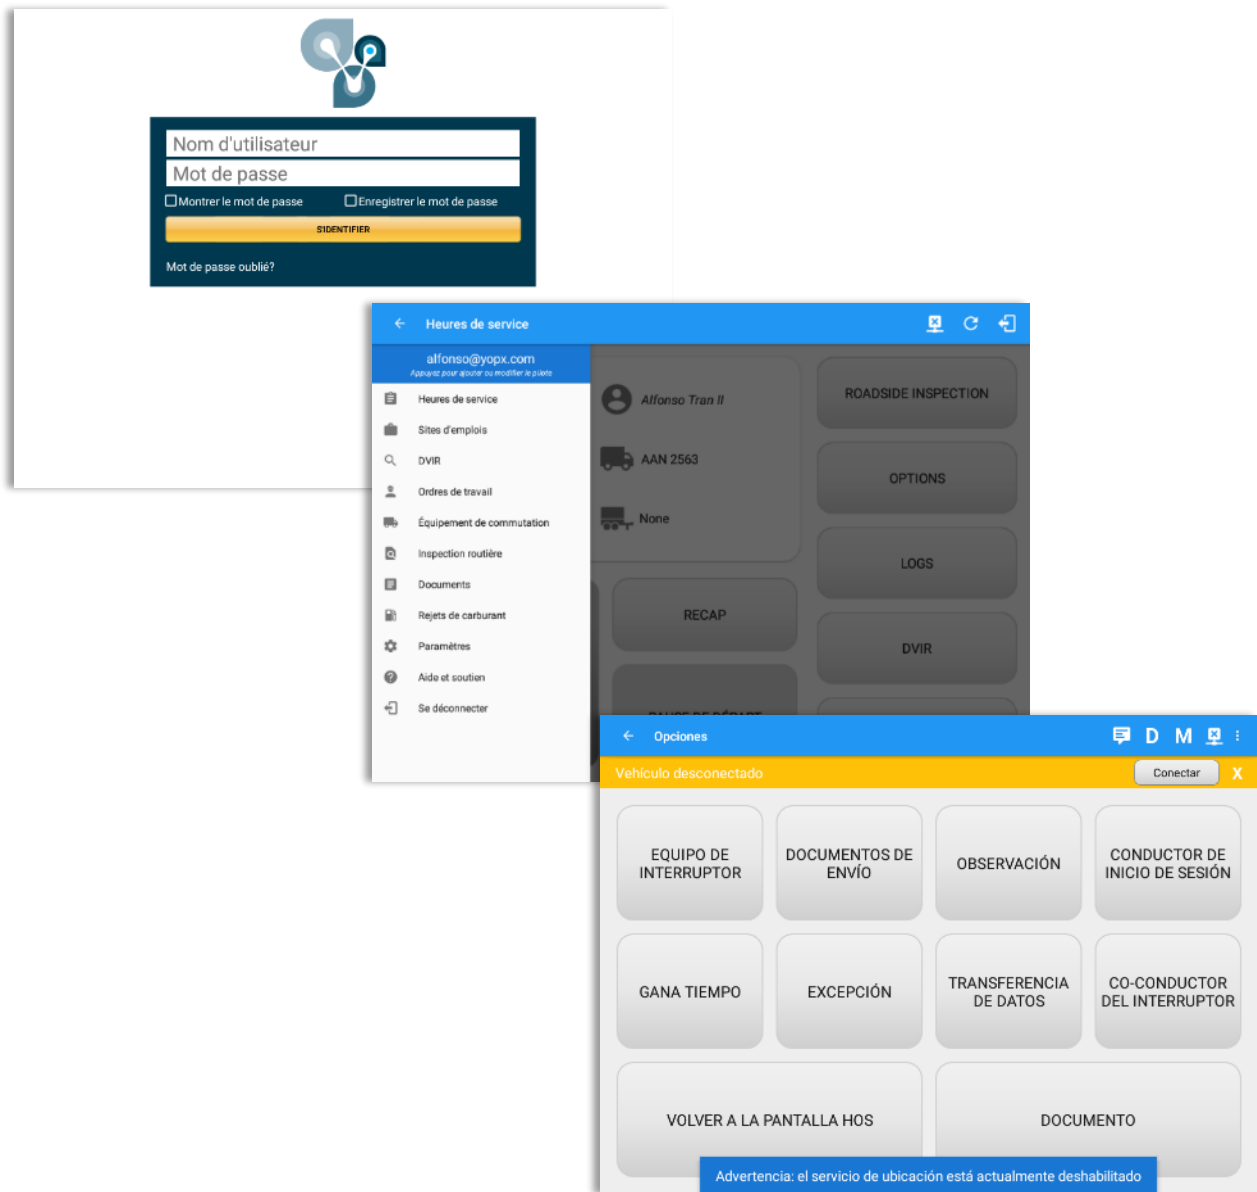 Nom d'utilisateur
Mot de passe
Montrer le mot de passe
Enregistrer le mot de passe
S'IDENTIFIER
Mot de passe oublié?
Heures de service
alfonso@yopx.com
Appuyez pour ajouter ou modifier le pilote
Heures de service
Sites d'emplois
DVIR
Ordres de travail
Équipement de commutation
Inspection routière
Documents
Rejets de carburant
Paramètres
Aide et soutien
Se déconnecter
Alfonso Tran II
AAN 2563
None
RECAP
PAUSE DE DÉPART
ROADSIDE INSPECTION
OPTIONS
LOGS
DVIR
Opciones
D M
Vehículo desconectado
Conectar
X
EQUIPO DE
INTERRUPTOR
DOCUMENTOS DE
ENVÍO
OBSERVACIÓN
CONDUCTOR DE
INICIO DE SESIÓN
GANA TIEMPO
EXCEPCIÓN
TRANSFERENCIA
DE DATOS
CO-CONDUCTOR
DEL INTERRUPTOR
VOLVER A LA PANTALLA HOS
DOCUMENTO
Advertencia: el servicio de ubicación está actualmente deshabilitado